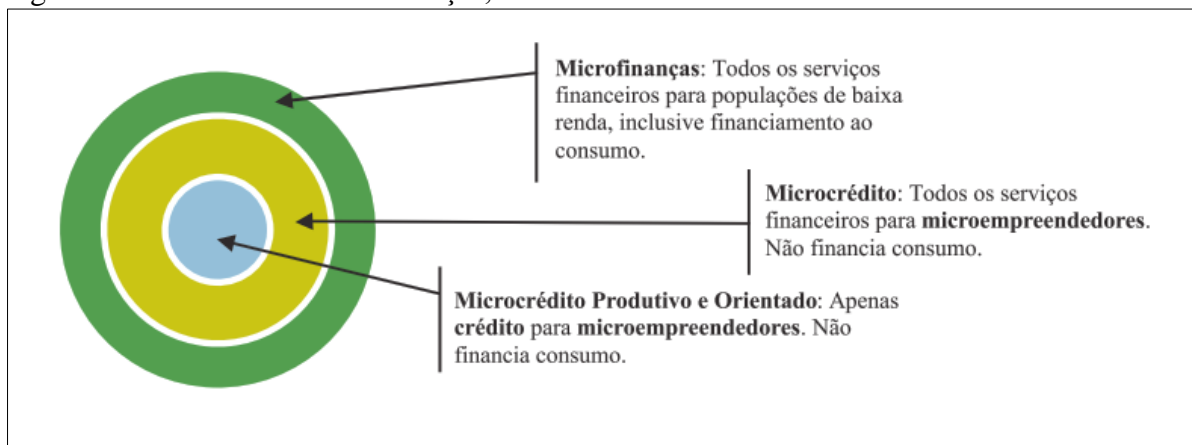 Microfinanças: Todos os serviços
financeiros para populações de baixa
renda, inclusive financiamento ao
consumo.
Microcrédito: Todos os serviços
financeiros para microempreendedores.
Não financia consumo.
Microcrédito Produtivo e Orientado: Apenas
crédito para microempreendedores. Não
financia consumo.